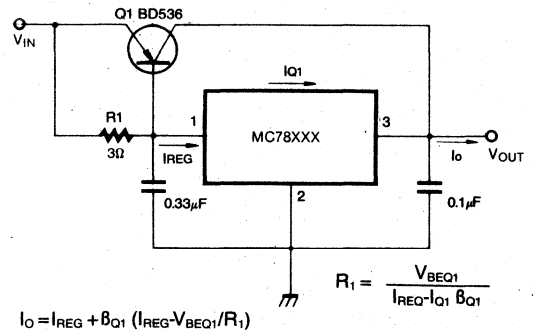 Q1 BD536
VIN
IQ1
R1
3Ω
1
MC78XXX
3
IREG
IO
VOUT
0.33µF
2
0.1µF
R1 = VBEQ1
IREQ-IQ1 βQ1
IO = IREG + βQ1 (IREG-VBEQ1/R1)